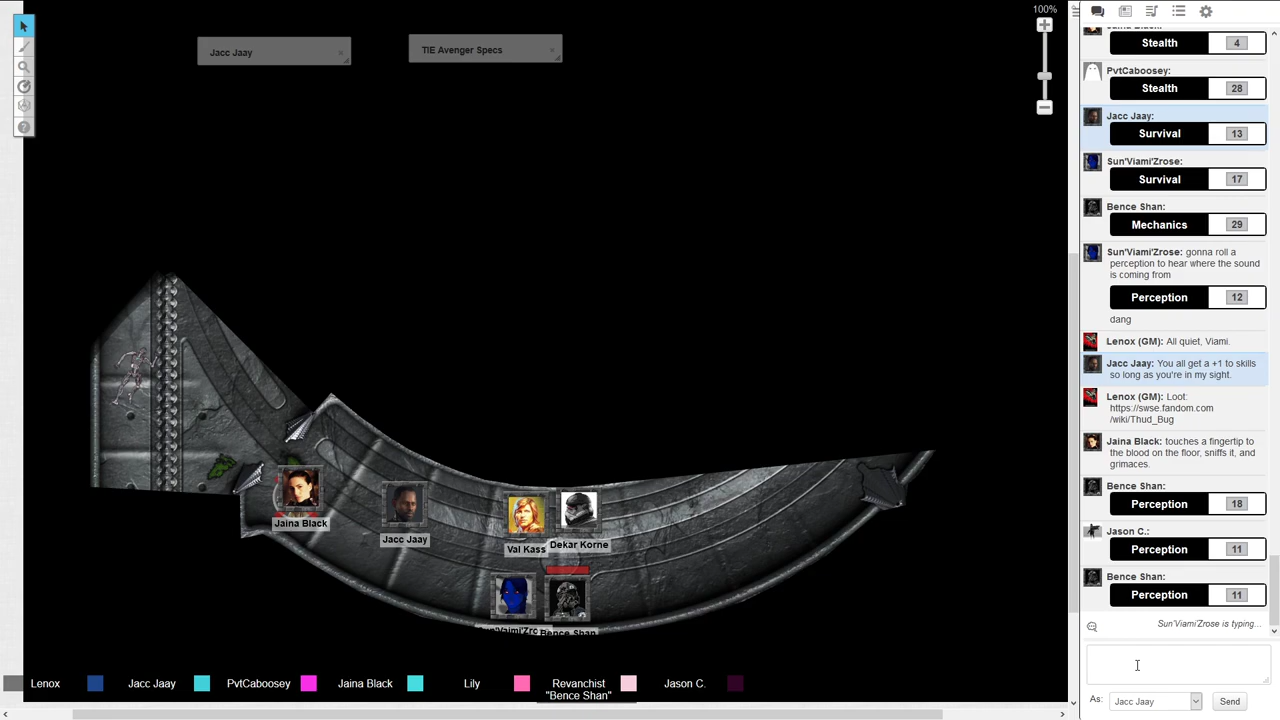 100%
Jacc Jaay
TIE Avenger Specs
Stealth 4
PvtCaboosey:
Stealth 28
Jacc Jaay:
Survival 13
Sun'Viami'Zrose:
Survival 17
Bence Shan:
Mechanics 29
Sun'Viami'Zrose: gonna roll a
perception to hear where the sound
is coming from
Perception 12
dang
Lenox (GM): All quiet, Viami.
Jacc Jaay: You all get a +1 to skills
so long as you're in my sight.
Lenox (GM): Loot:
https://swse.fandom.com
/wiki/Thud_Bug
Jaina Black: touches a fingertip to
the blood on the floor, sniffs it, and
grimaces.
Bence Shan:
Perception 18
Jason C.:
Perception 11
Bence Shan:
Perception 11
Sun'Viami'Zrose is typing...
As: Jacc Jaay Send
Jaina Black
Jacc Jaay
Val Kass
Dekar Korne
Bence Shan
Lenox
Jacc Jaay
PvtCaboosey
Jaina Black
Lily
Revanchist
"Bence Shan"
Jason C.